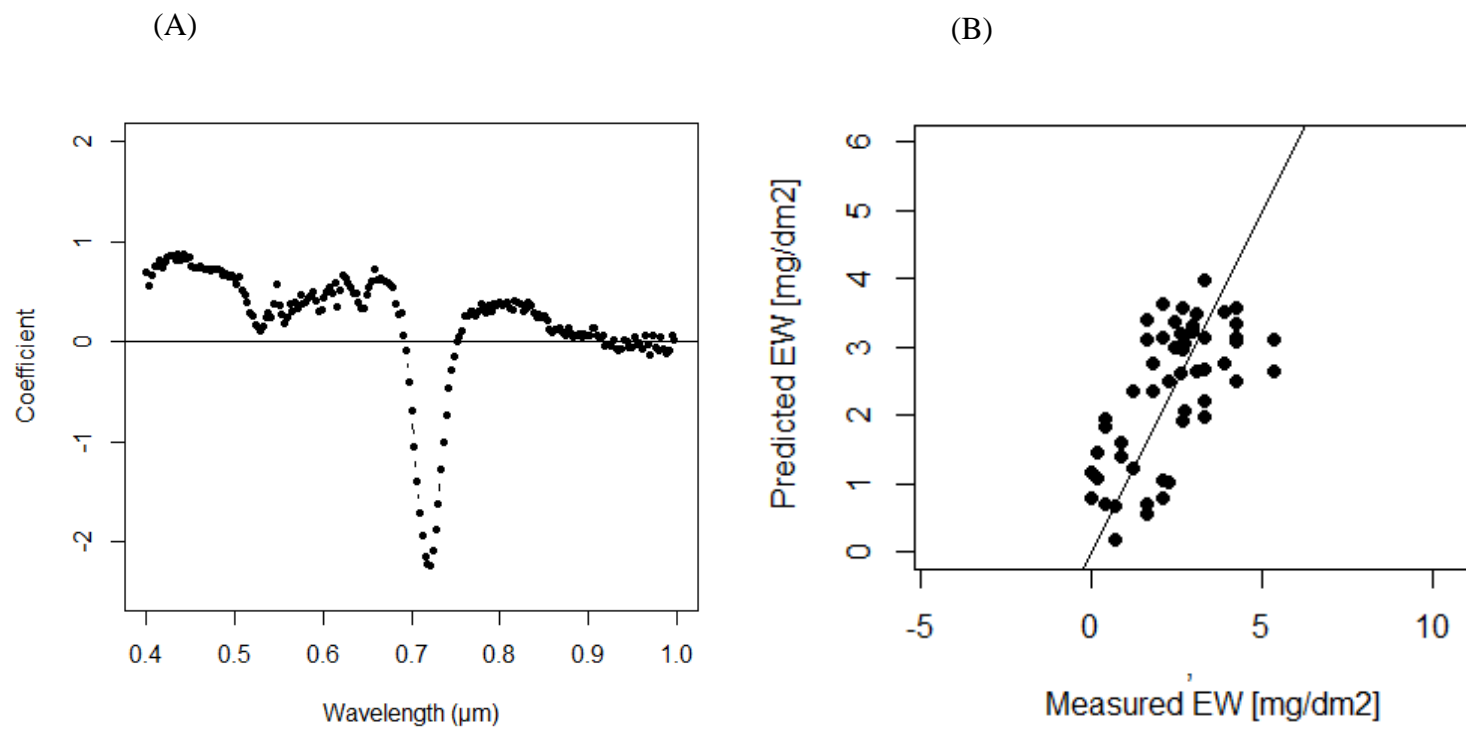 (A)
(B)
2
1
0
-1
-2
Coefficient
0.4 0.5 0.6 0.7 0.8 0.9 1.0
Wavelength (μm)
6
5
4
3
2
1
0
Predicted EW [mg/dm2]
-5 0 5 10
,
Measured EW [mg/dm2]